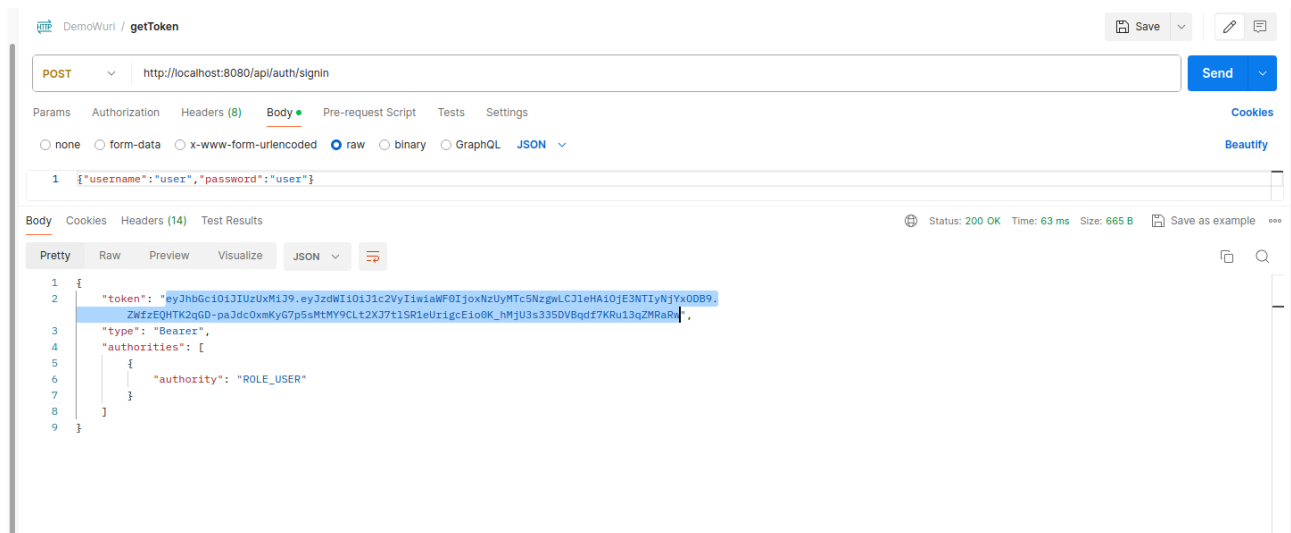 HTTP DemoWuri / getToken Save
POST http://localhost:8080/api/auth/signin Send
Params Authorization Headers (8) Body Pre-request Script Tests Settings Cookies
none form-data x-www-form-urlencoded raw binary GraphQL JSON Beautify
1 {"username":"user","password":"user"}
Body Cookies Headers (14) Test Results Status: 200 OK Time: 63 ms Size: 665 B Save as example
Pretty Raw Preview Visualize JSON
1 {
2 "token": "eyJhbGciOiJIUzUxMiJ9.eyJzdWIiOiJ1c2VyIiwiaWF0IjoxNzUyMTc5NzgwLCJleHAiOjE3NTIyNjYxODB9.
ZWfzEQHTK2qGD-paJdcOxmKyG7p5sMtMY9CLt2XJ7t1SR1eUrigcEio0K_hMjU3s335DVBqdf7KRu13qZMRaRw",
3 "type": "Bearer",
4 "authorities": [
5 {
6 "authority": "ROLE_USER"
7 }
8 ]
9 }